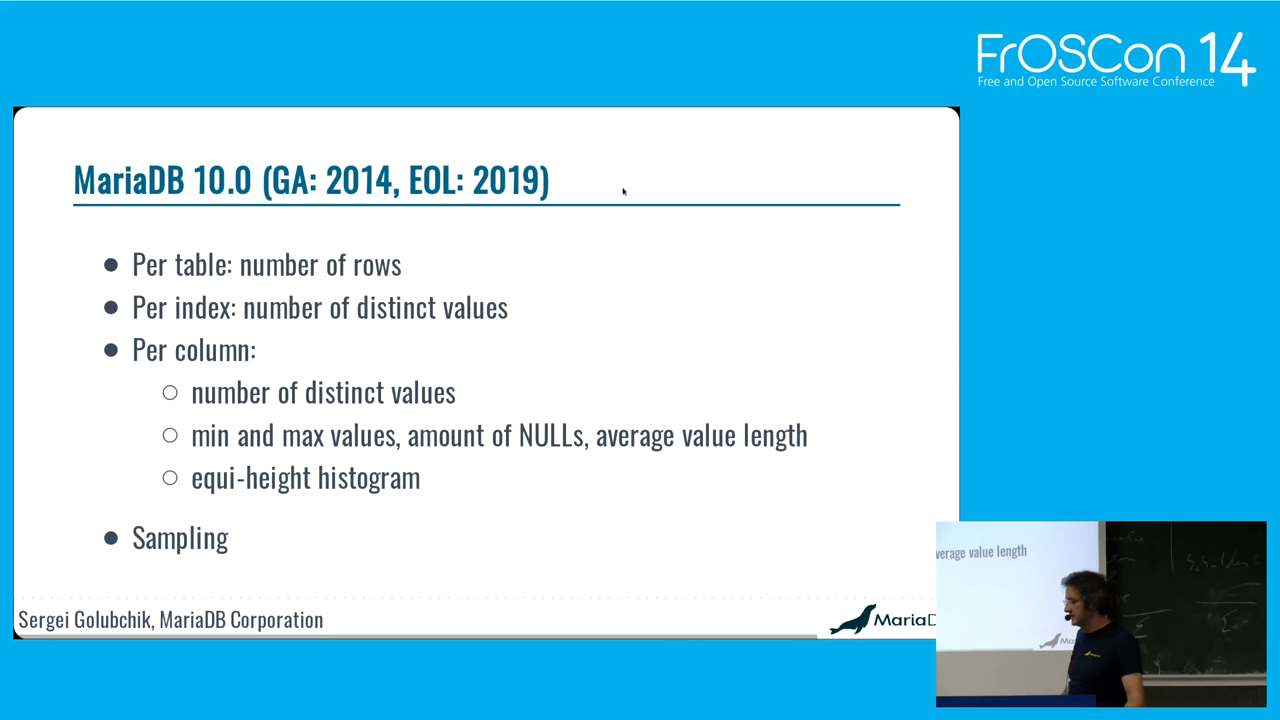 FrOSCon 14
Free and Open Source Software Conference
MariaDB 10.0 (GA: 2014, EOL: 2019)
Per table: number of rows
Per index: number of distinct values
Per column:
number of distinct values
min and max values, amount of NULLs, average value length
equi-height histogram
Sampling
Sergei Golubchik, MariaDB Corporation
MariaD
verage value length